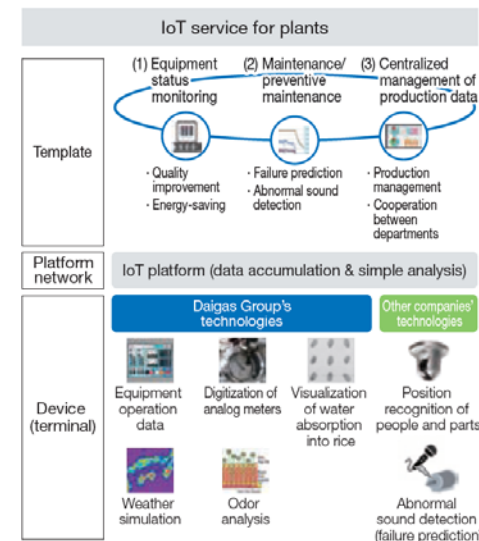 IoT service for plants
Template
(1) Equipment
status
monitoring
(2) Maintenance/
preventive
maintenance
(3) Centralized
management of
production data
· Quality
improvement
· Energy-saving
· Failure prediction
· Abnormal sound
detection
· Production
management
· Cooperation
between
departments
Platform
network
IoT platform (data accumulation & simple analysis)
Device
(terminal)
Daigas Group's
technologies
Other companies'
technologies
Equipment
operation
data
Digitization of
analog meters
Visualization
of water
absorption
into rice
Position
recognition of
people and parts
Weather
simulation
Odor
analysis
Abnormal
sound detection
(failure prediction)